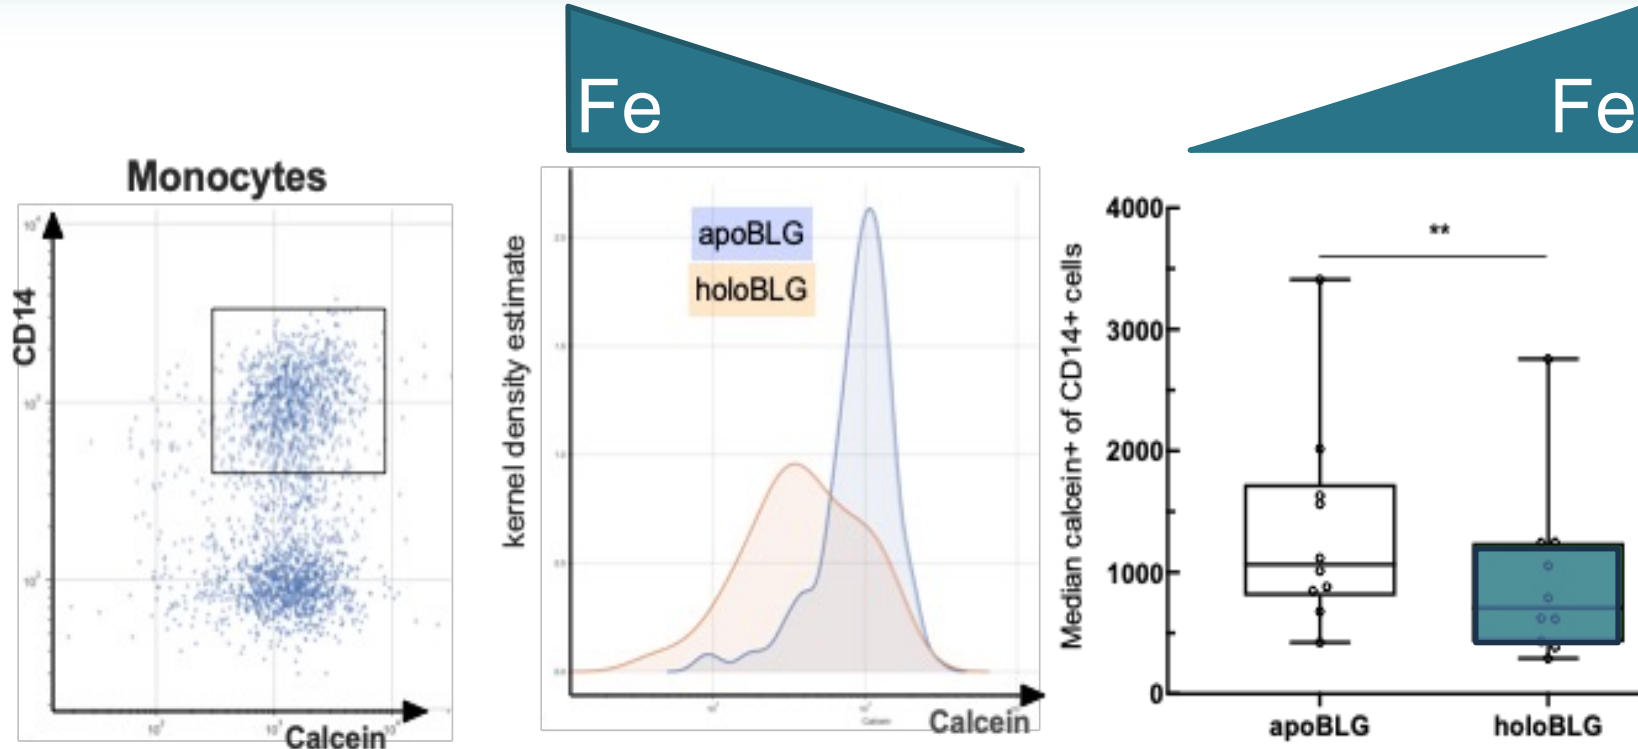 Fe
Fe
Monocytes
CD14
Calcein
kernel density estimate
apoBLG
holoBLG
Calcein
Calcein
Median calcein+ of CD14+ cells
4000
3000
2000
1000
0
**
apoBLG
holoBLG